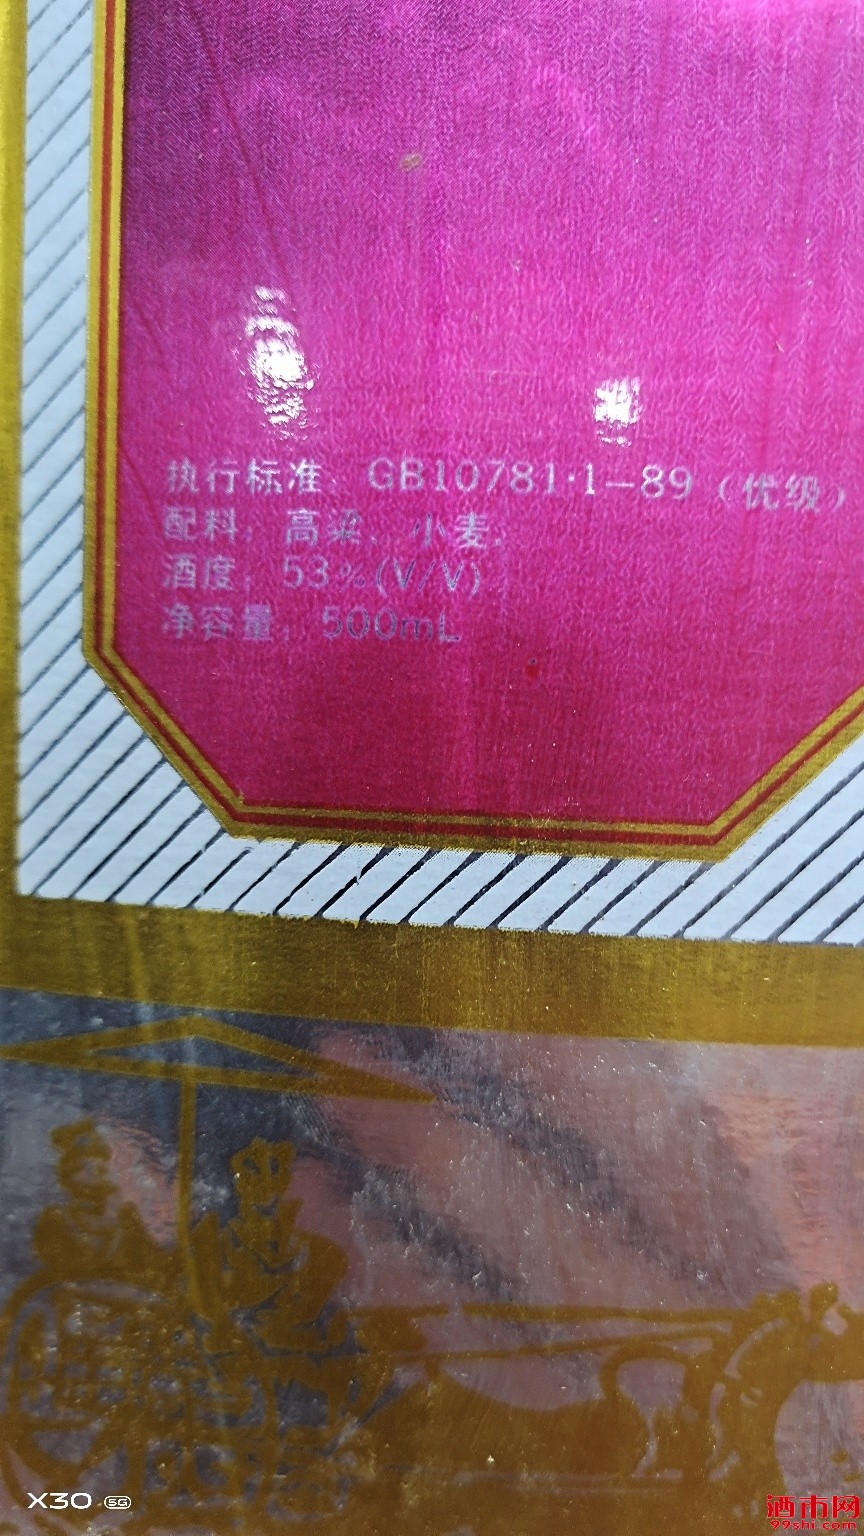 执行标准：GB10781·1—89（优级）
配料：高粱、小麦。
酒度：53%(V/V)
净容量：500mL
X30 5G
酒市网
99shi.com